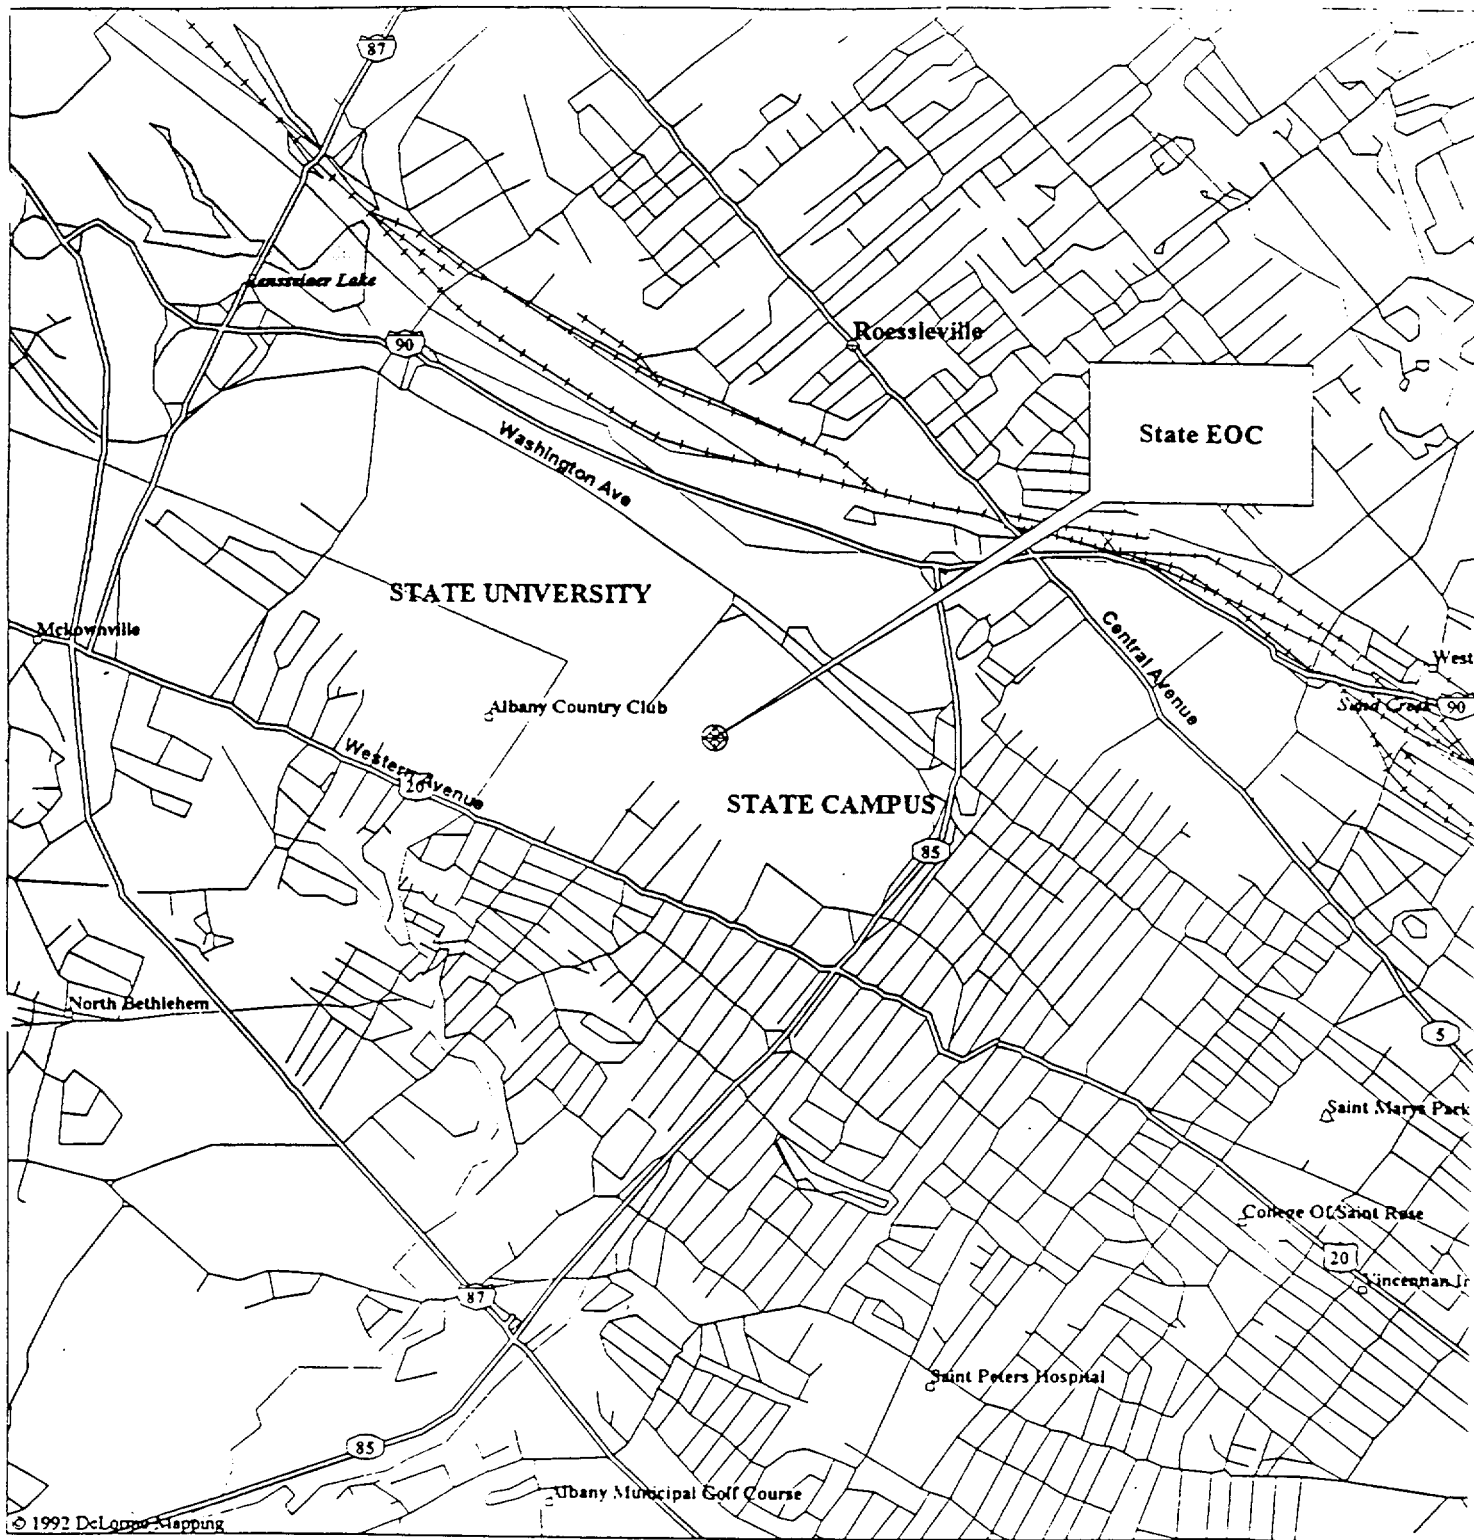 87
Rensselaer Lake
90
Roessleville
State EOC
Washington Ave
STATE UNIVERSITY
Mckownville
Central Avenue
West
Albany Country Club
Sand Creek
90
Western Avenue
20
STATE CAMPUS
85
North Bethlehem
5
Saint Marys Park
College Of Saint Rose
20
Vincentian
87
Saint Peters Hospital
85
Albany Municipal Golf Course
© 1992 DeLorme Mapping